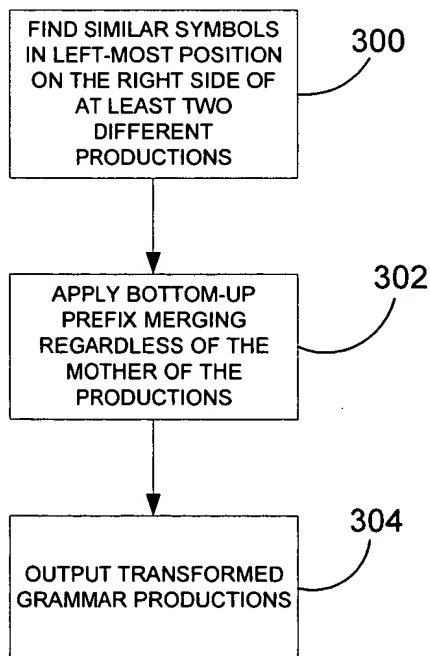 FIND SIMILAR SYMBOLS
IN LEFT-MOST POSITION
ON THE RIGHT SIDE OF
AT LEAST TWO
DIFFERENT
PRODUCTIONS
300
APPLY BOTTOM-UP
PREFIX MERGING
REGARDLESS OF THE
MOTHER OF THE
PRODUCTIONS
302
OUTPUT TRANSFORMED
GRAMMAR PRODUCTIONS
304